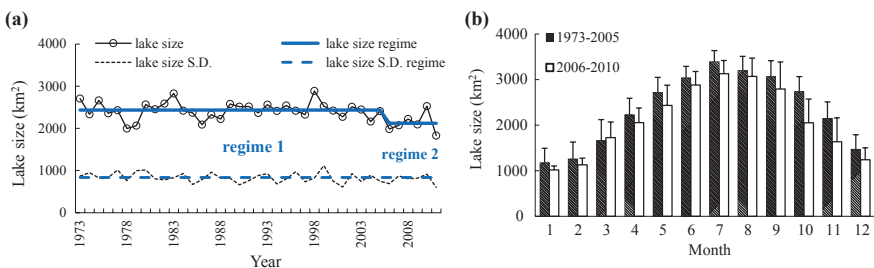 (a)
lake size
lake size regime
lake size S.D.
lake size S.D. regime
4000
3000
2000
1000
0
Lake size (km²)
regime 1
regime 2
1973
1978
1983
1988
1993
1998
2003
2008
Year
(b)
1973-2005
2006-2010
4000
3000
2000
1000
0
Lake size (km²)
1 2 3 4 5 6 7 8 9 10 11 12
Month